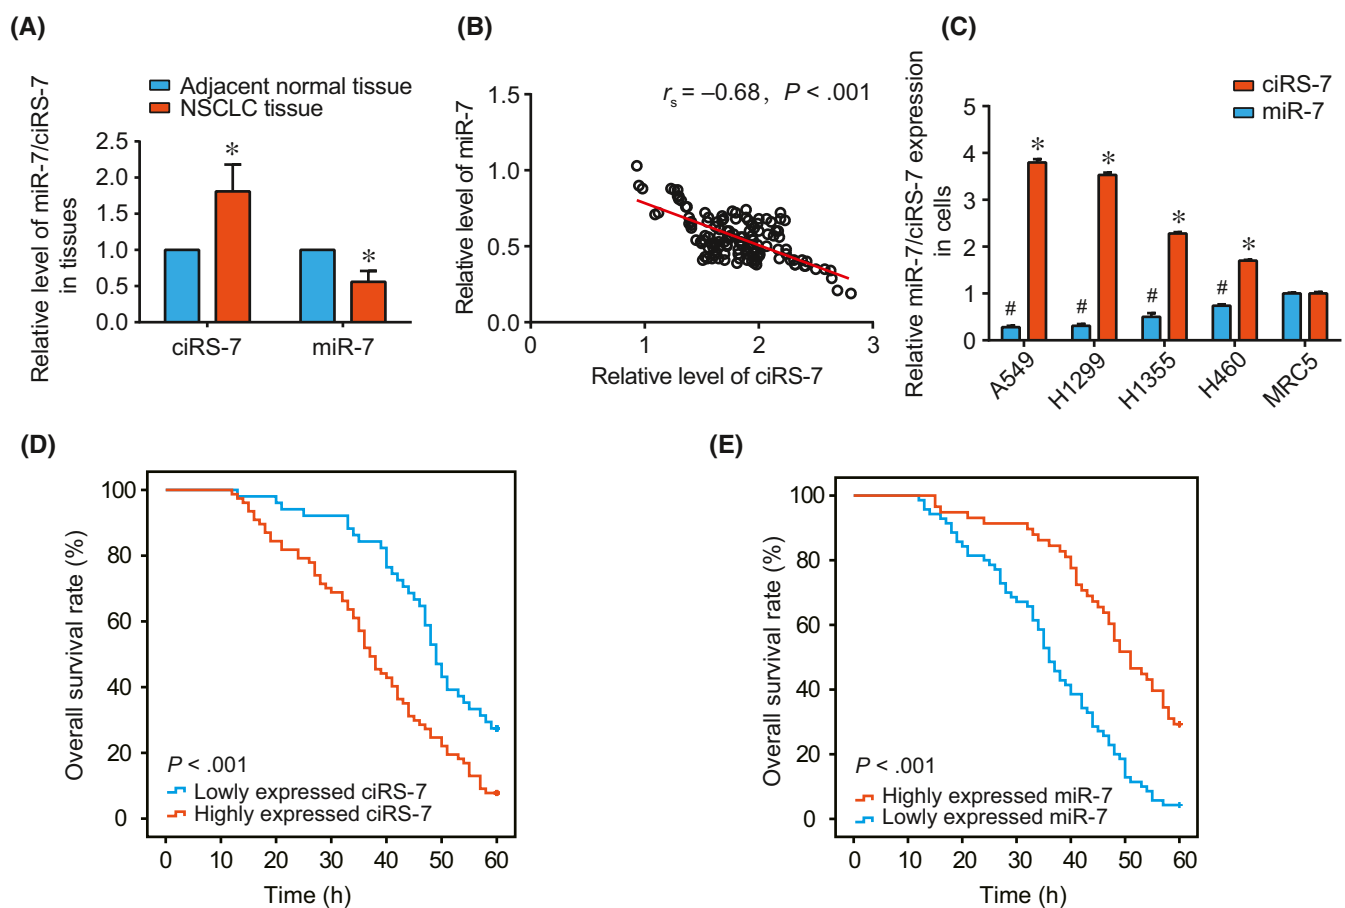 (A)
Adjacent normal tissue
NSCLC tissue
Relative level of miR-7/ciRS-7
in tissues
2.5
2.0
1.5
1.0
0.5
0.0
*
*
ciRS-7
miR-7
(B)
rs = –0.68, P < .001
Relative level of miR-7
1.5
1.0
0.5
0.0
0
1
2
3
Relative level of ciRS-7
(C)
ciRS-7
miR-7
Relative miR-7/ciRS-7 expression
in cells
5
4
3
2
1
0
#
*
#
*
#
*
#
*
A549
H1299
H1355
H460
MRC5
(D)
Overall survival rate (%)
100
80
60
40
20
0
P < .001
Lowly expressed ciRS-7
Highly expressed ciRS-7
0
10
20
30
40
50
60
Time (h)
(E)
Overall survival rate (%)
100
80
60
40
20
0
P < .001
Highly expressed miR-7
Lowly expressed miR-7
0
10
20
30
40
50
60
Time (h)